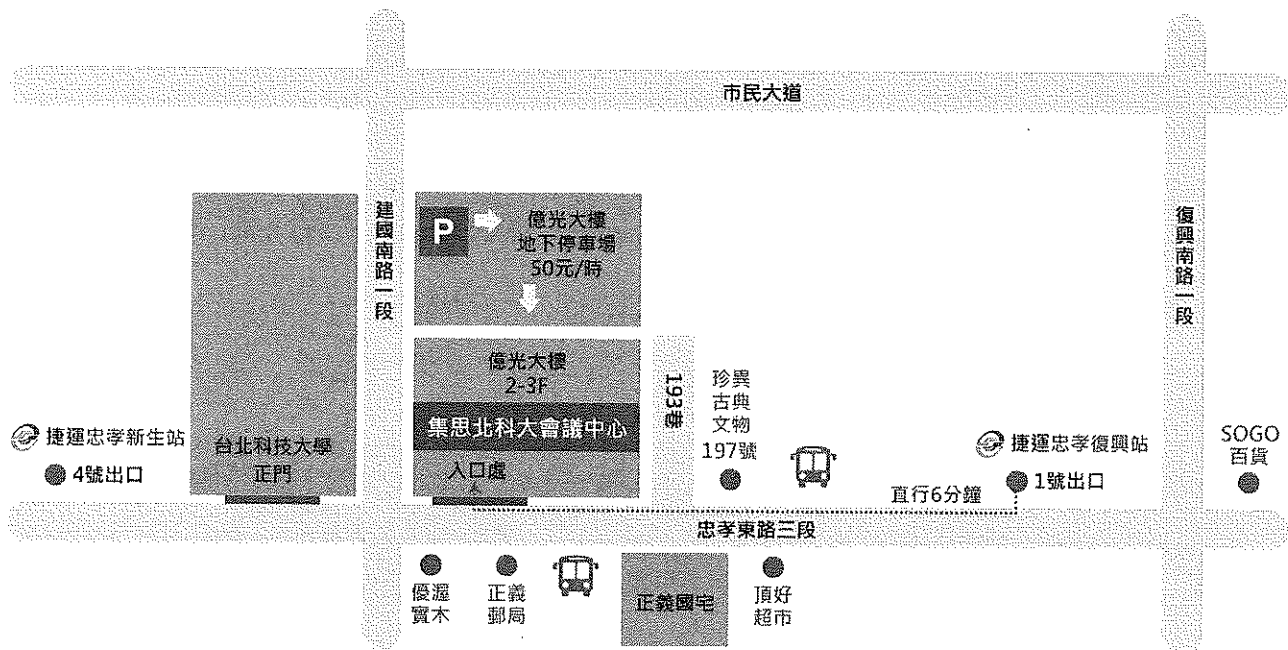 市民大道
建國南路一段
復興南路一段
P
億光大樓
地下停車場
50元/時
億光大樓
2-3F
集思北科大會議中心
入口處
193巷
珍異
古典
文物
197號
捷運忠孝新生站
4號出口
台北科技大學
正門
捷運忠孝復興站
1號出口
直行6分鐘
SOGO
百貨
忠孝東路三段
優渥
實木
正義
郵局
正義國宅
頂好
超市